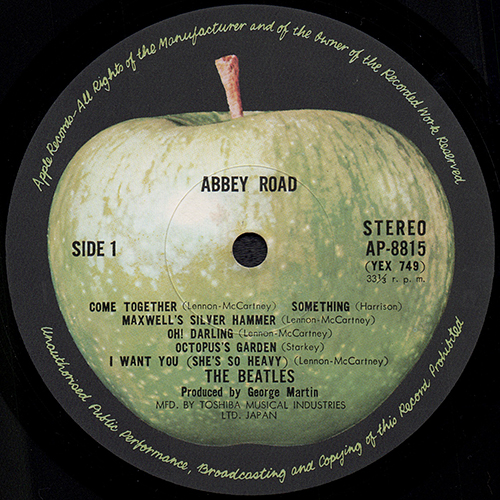 Apple Records-All Rights of the Manufacturer and of the Owner of the Recorded Work Reserved
ABBEY ROAD
SIDE 1
STEREO
AP-8815
(YEX 749)
33⅓ r. p. m.
COME TOGETHER (Lennon-McCartney) SOMETHING (Harrison)
MAXWELL'S SILVER HAMMER (Lennon-McCartney)
OH! DARLING (Lennon-McCartney)
OCTOPUS'S GARDEN (Starkey)
I WANT YOU (SHE'S SO HEAVY) (Lennon-McCartney)
THE BEATLES
Produced by George Martin
MFD. BY TOSHIBA MUSICAL INDUSTRIES
LTD. JAPAN
Unauthorised Public Performance, Broadcasting and Copying of this Record Prohibited